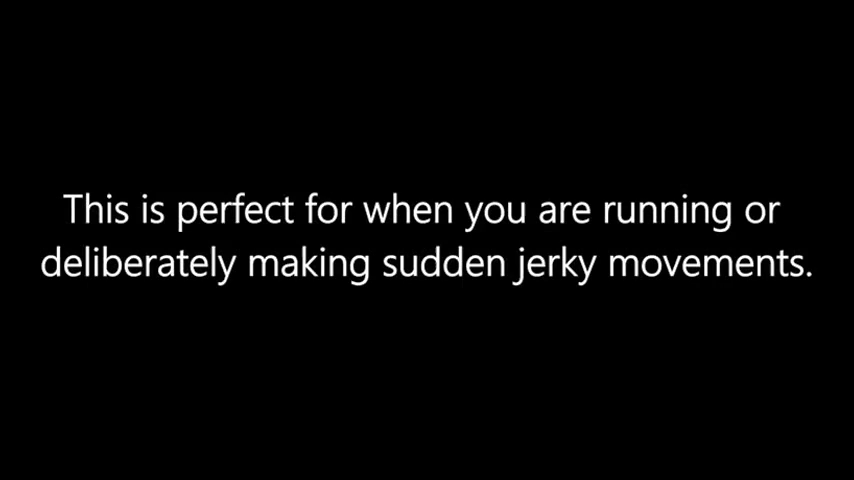 This is perfect for when you are running or
deliberately making sudden jerky movements.